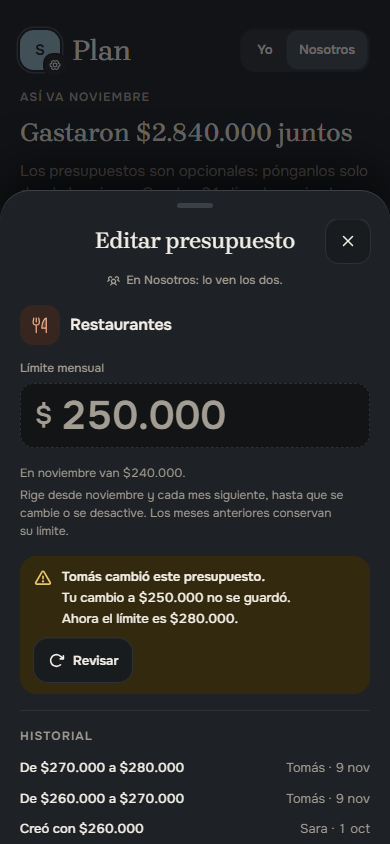 S
Plan
Yo
Nosotros
ASÍ VA NOVIEMBRE
Gastaron $2.840.000 juntos
Los presupuestos son opcionales: pónganlos solo
Editar presupuesto
En Nosotros: lo ven los dos.
Restaurantes
Límite mensual
$ 250.000
En noviembre van $240.000.
Rige desde noviembre y cada mes siguiente, hasta que se
cambie o se desactive. Los meses anteriores conservan
su límite.
Tomás cambió este presupuesto.
Tu cambio a $250.000 no se guardó.
Ahora el límite es $280.000.
Revisar
HISTORIAL
De $270.000 a $280.000 Tomás · 9 nov
De $260.000 a $270.000 Tomás · 9 nov
Creó con $260.000 Sara · 1 oct